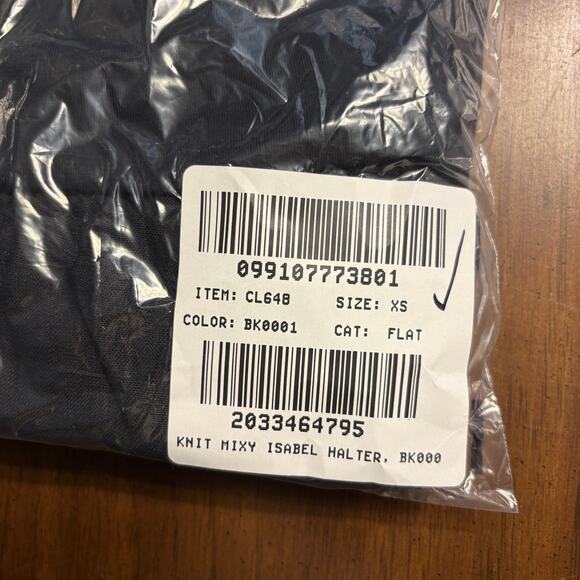 099107773801
ITEM: CL648 SIZE: XS
COLOR: BK0001 CAT: FLAT
2033464795
KNIT MIXY ISABEL HALTER, BK000